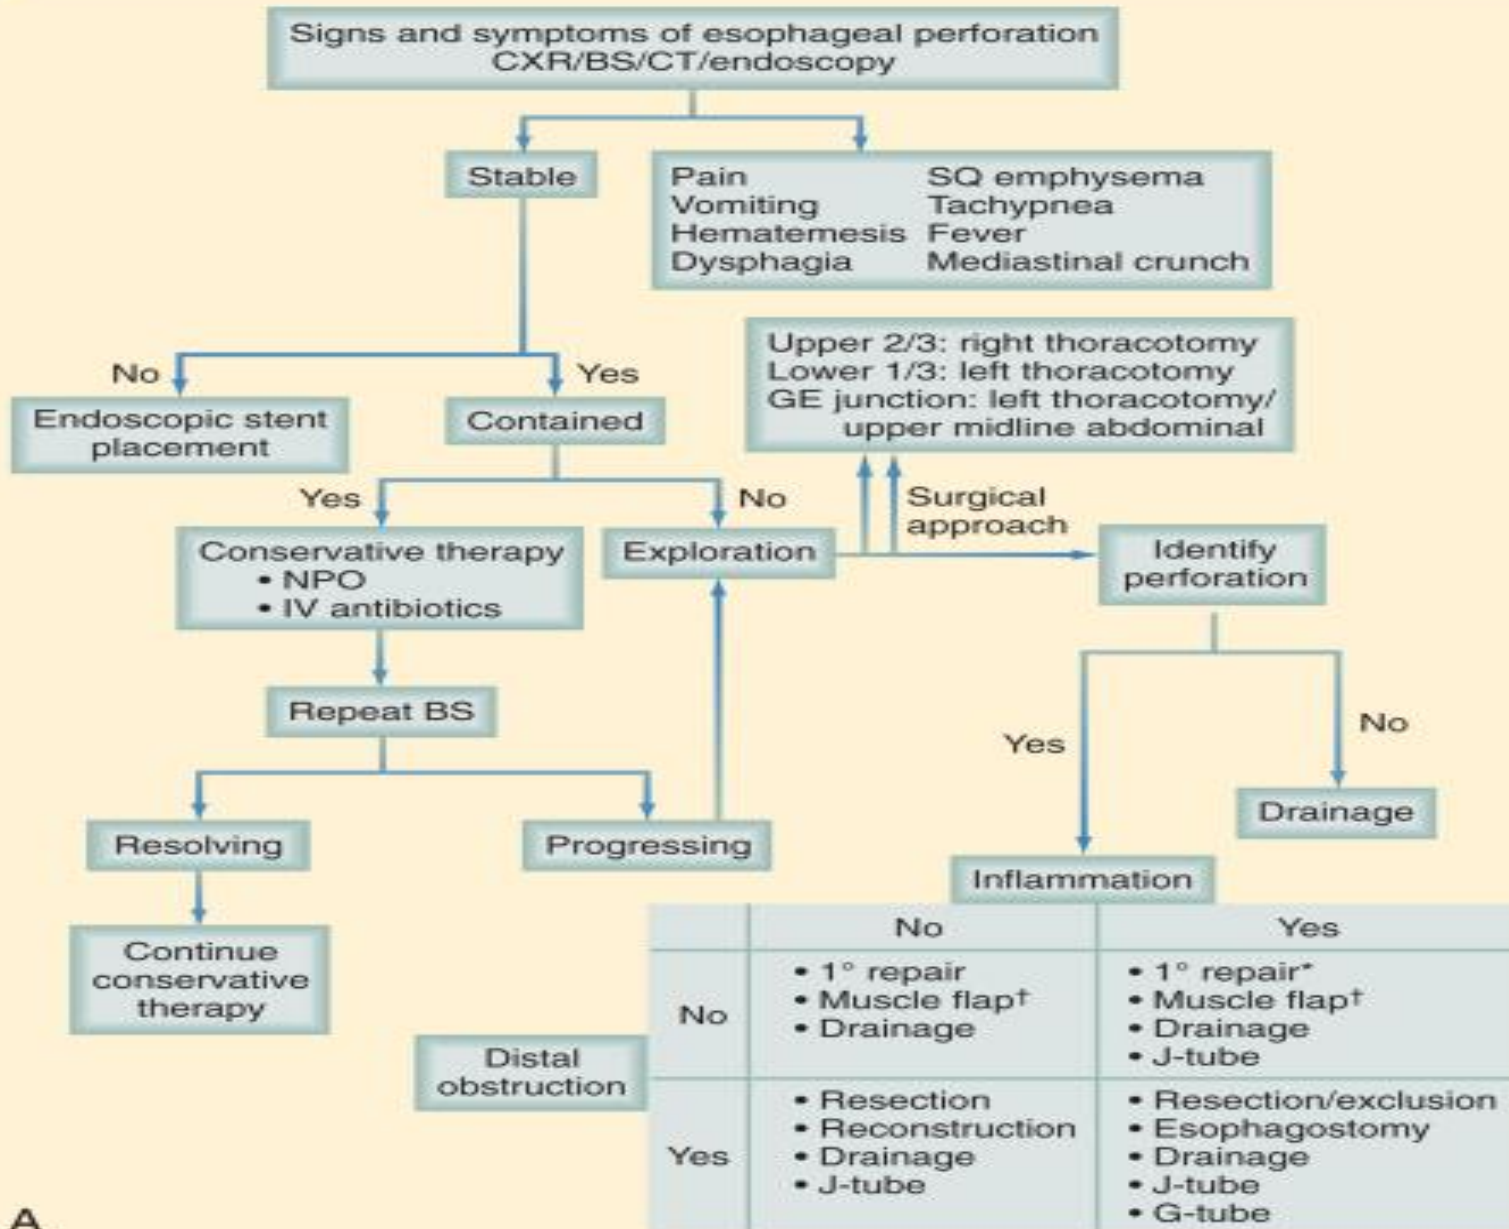 Signs and symptoms of esophageal perforation
CXR/BS/CT/endoscopy
Stable
Pain SQ emphysema
Vomiting Tachypnea
Hematemesis Fever
Dysphagia Mediastinal crunch
No
Yes
Endoscopic stent
placement
Contained
Upper 2/3: right thoracotomy
Lower 1/3: left thoracotomy
GE junction: left thoracotomy/
upper midline abdominal
Yes
No
Surgical
approach
Conservative therapy
• NPO
• IV antibiotics
Exploration
Identify
perforation
Repeat BS
Yes
No
Resolving
Progressing
Drainage
Continue
conservative
therapy
Inflammation
No Yes
No
• 1° repair
• Muscle flap†
• Drainage
• 1° repair*
• Muscle flap†
• Drainage
• J-tube
Distal
obstruction
Yes
• Resection
• Reconstruction
• Drainage
• J-tube
• Resection/exclusion
• Esophagostomy
• Drainage
• J-tube
• G-tube
A